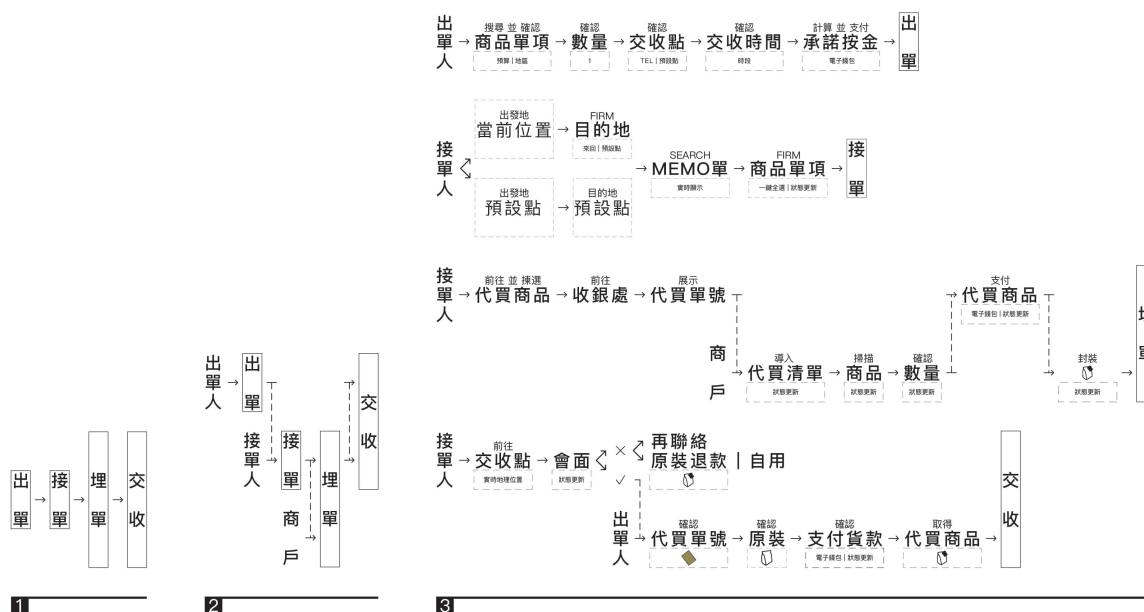 出單人 → 商品單項 → 數量 → 交收點 → 交收時間 → 承諾按金 → 出單
搜尋 並 確認
確認
確認
確認
計算 並 支付
預算 | 地區
1
TEL | 預設點
時段
電子錢包
接單人
出發地
當前位置 → 目的地
FIRM
來回 | 預設點
出發地
預設點 → 預設點
目的地
SEARCH
→ MEMO單 → 商品單項 → 接單
FIRM
實時顯示
一鍵全選 | 狀態更新
接單人 → 代買商品 → 收銀處 → 代買單號
前往 並 揀選
前往
展示
商戶
導入
代買清單 → 商品 → 數量
掃描
確認
狀態更新
狀態更新
狀態更新
支付
→ 代買商品
電子錢包 | 狀態更新
封裝
狀態更新
接單人 → 交收點 → 會面
前往
實時地理位置
狀態更新
×
再聯絡
原裝退款 | 自用
✓
出單人
確認
代買單號 → 原裝 → 支付貨款 → 代買商品 → 交收
確認
確認
取得
電子錢包 | 狀態更新
出單人 → 出單
接單人 → 接單
商戶 → 埋單
交收
出單 → 接單 → 埋單 → 交收
1
2
3